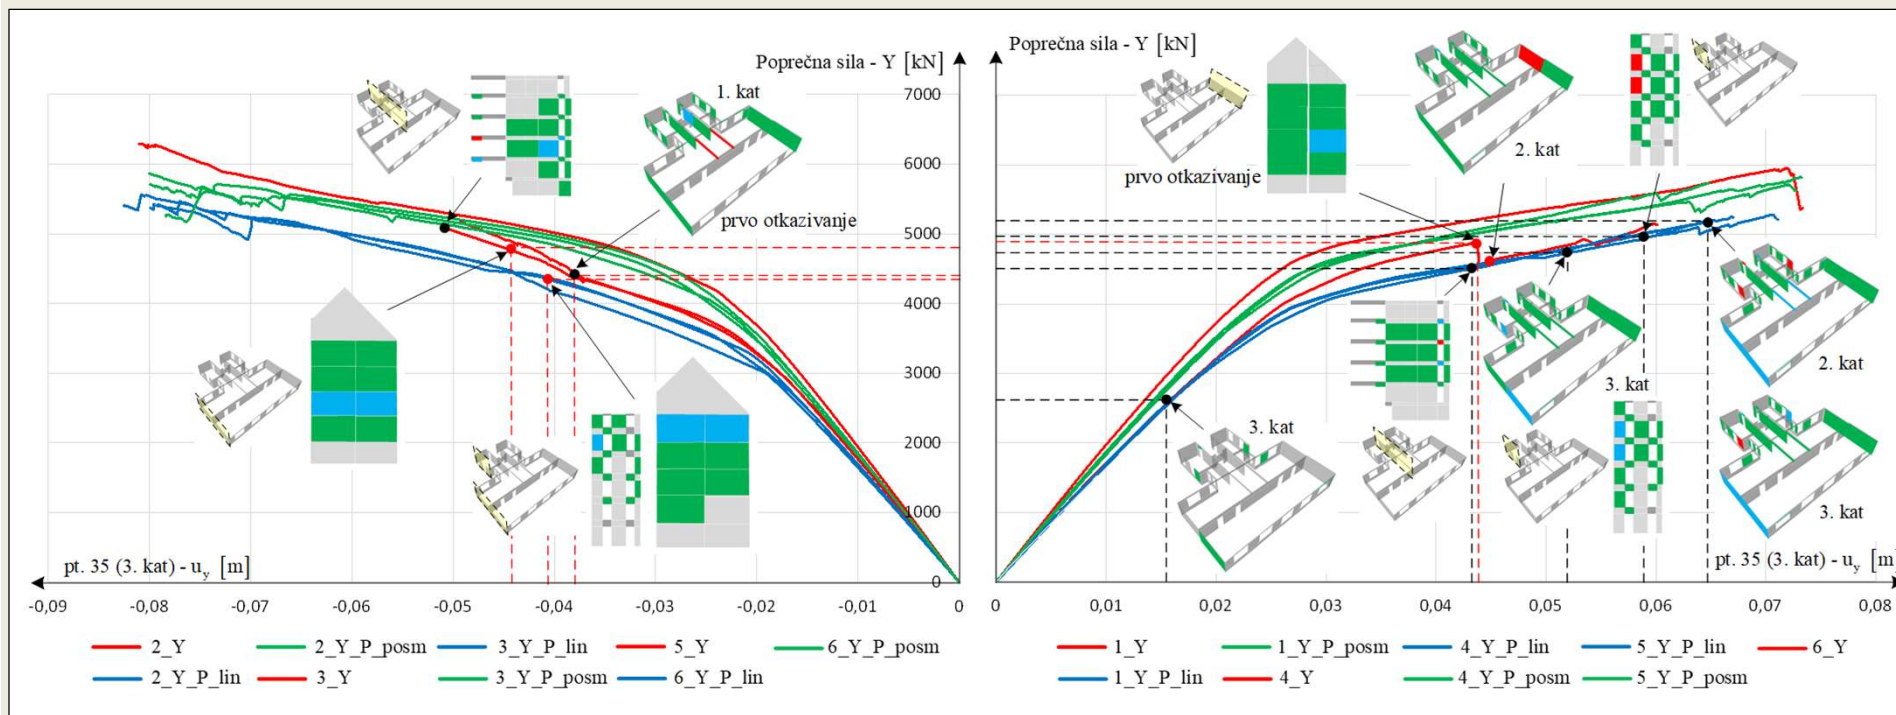 Poprečna sila - Y [kN]
7000
6000
5000
4000
3000
2000
1000
0
1. kat
prvo otkazivanje
pt. 35 (3. kat) - uy [m]
-0,09 -0,08 -0,07 -0,06 -0,05 -0,04 -0,03 -0,02 -0,01 0
2_Y 2_Y_P_posm 3_Y_P_lin 5_Y 6_Y_P_posm
2_Y_P_lin 3_Y 3_Y_P_posm 6_Y_P_lin
Poprečna sila - Y [kN]
2. kat
prvo otkazivanje
3. kat
3. kat
2. kat
3. kat
pt. 35 (3. kat) - uy [m]
0 0,01 0,02 0,03 0,04 0,05 0,06 0,07 0,08
1_Y 1_Y_P_posm 4_Y_P_lin 5_Y_P_lin 6_Y
1_Y_P_lin 4_Y 4_Y_P_posm 5_Y_P_posm